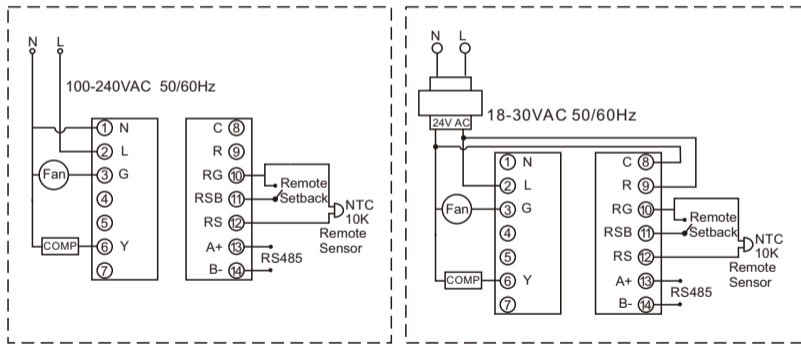 N L
100-240VAC 50/60Hz
1 N
2 L
Fan 3 G
4
5
COMP 6 Y
7
C 8
R 9
RG 10
Remote
RSB 11 Setback
NTC
RS 12 10K
Remote
Sensor
A+ 13
RS485
B- 14
N L
24V AC
18-30VAC 50/60Hz
1 N
2 L
Fan 3 G
4
5
COMP 6 Y
7
C 8
R 9
RG 10
Remote
RSB 11 Setback
NTC
RS 12 10K
Remote
Sensor
A+ 13
RS485
B- 14